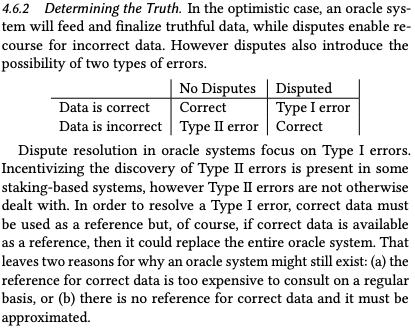 4.6.2 Determining the Truth. In the optimistic case, an oracle sys-
tem will feed and finalize truthful data, while disputes enable re-
course for incorrect data. However disputes also introduce the
possibility of two types of errors.
No Disputes Disputed
Data is correct Correct Type I error
Data is incorrect Type II error Correct
Dispute resolution in oracle systems focus on Type I errors.
Incentivizing the discovery of Type II errors is present in some
staking-based systems, however Type II errors are not otherwise
dealt with. In order to resolve a Type I error, correct data must
be used as a reference but, of course, if correct data is available
as a reference, then it could replace the entire oracle system. That
leaves two reasons for why an oracle system might still exist: (a) the
reference for correct data is too expensive to consult on a regular
basis, or (b) there is no reference for correct data and it must be
approximated.